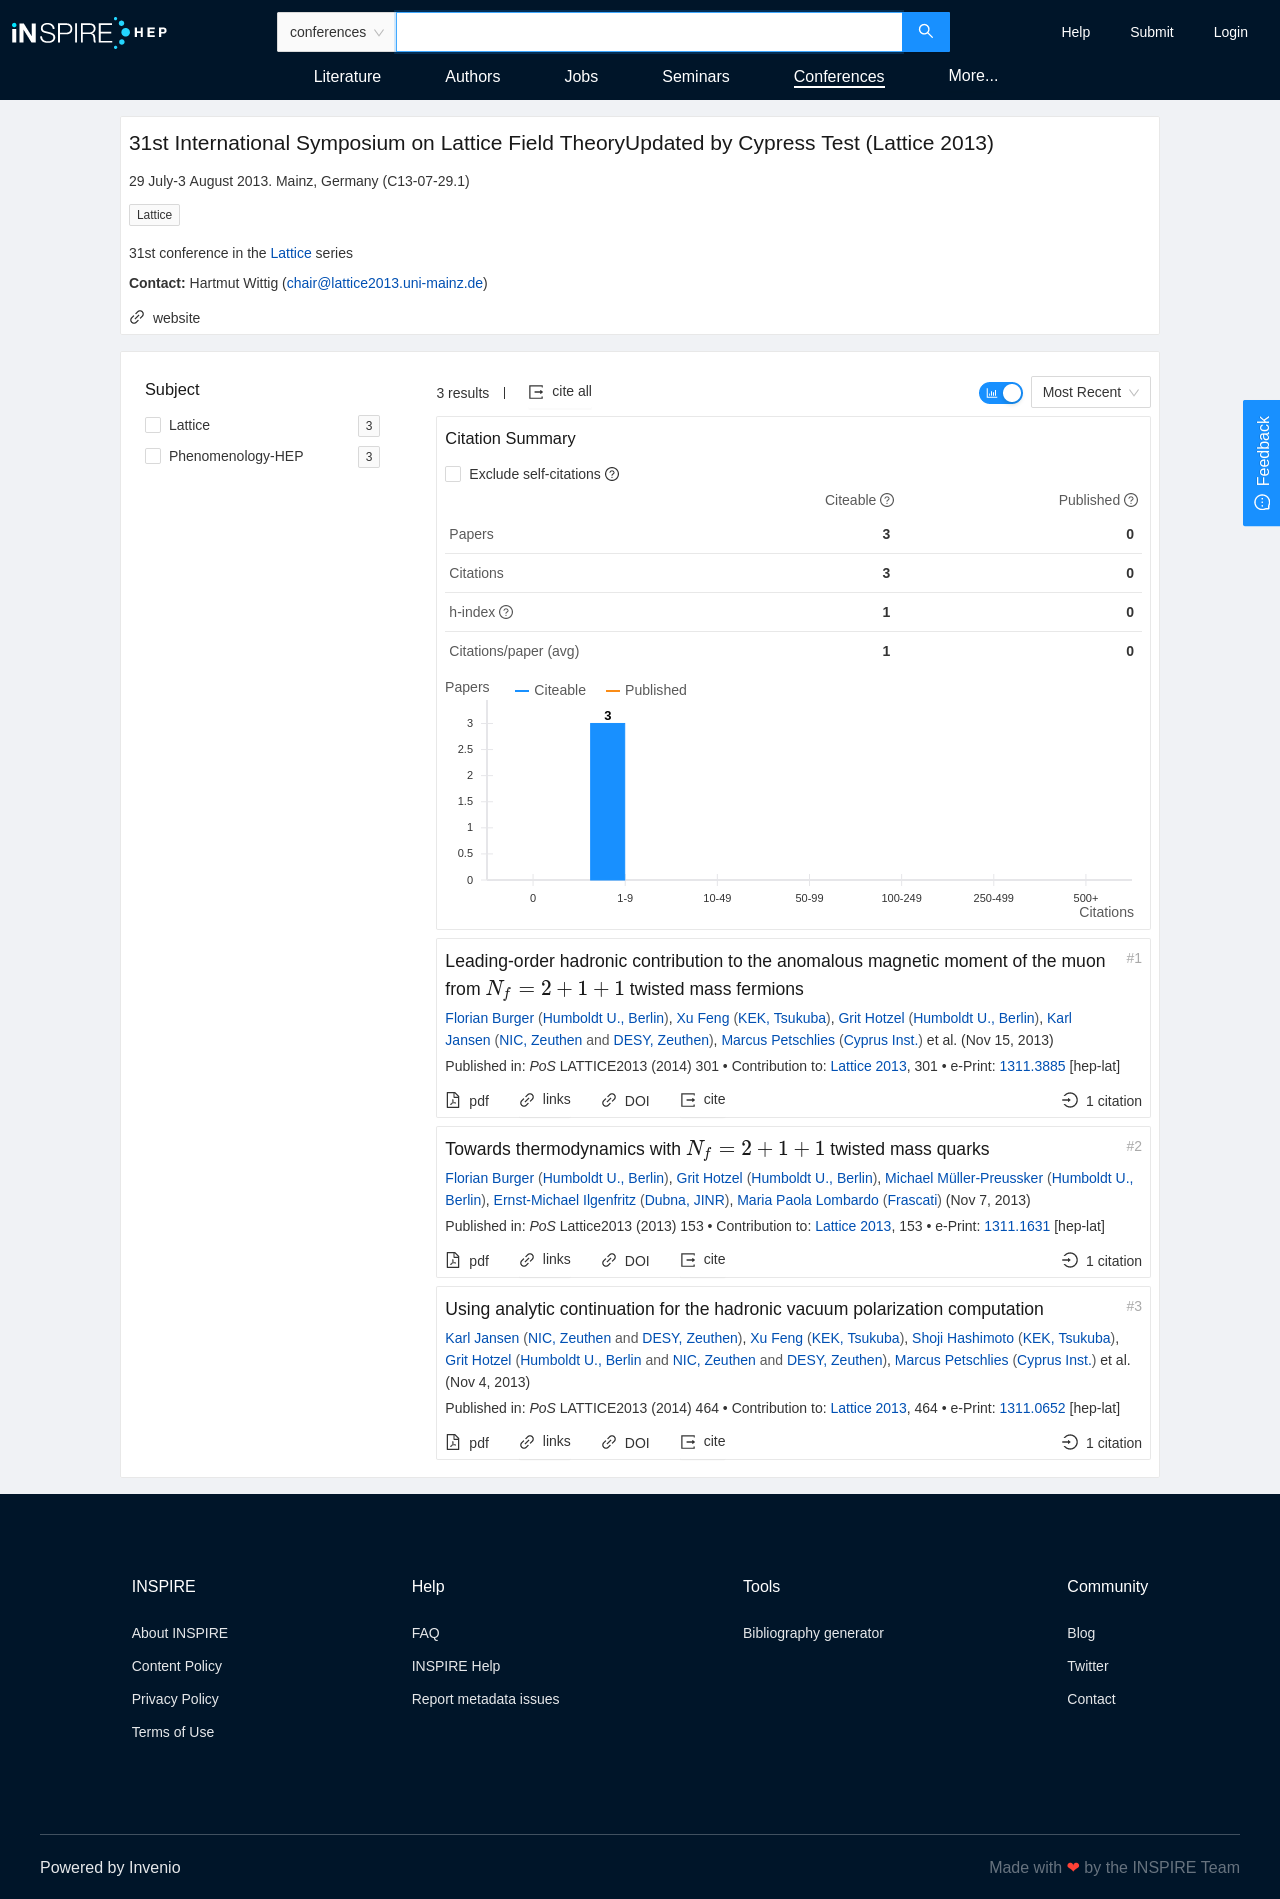 iNSPIRE HEP
conferences
Help
Submit
Login
Literature
Authors
Jobs
Seminars
Conferences
More...
31st International Symposium on Lattice Field TheoryUpdated by Cypress Test (Lattice 2013)
29 July-3 August 2013. Mainz, Germany (C13-07-29.1)
Lattice
31st conference in the Lattice series
Contact: Hartmut Wittig (chair@lattice2013.uni-mainz.de)
website
Subject
Lattice 3
Phenomenology-HEP 3
3 results
cite all
Most Recent
Feedback
Citation Summary
Exclude self-citations
Citeable Published
Papers 3 0
Citations 3 0
h-index 1 0
Citations/paper (avg) 1 0
Papers
Citeable
Published
3
3
2.5
2
1.5
1
0.5
0
0 1-9 10-49 50-99 100-249 250-499 500+
Citations
Leading-order hadronic contribution to the anomalous magnetic moment of the muon #1
from N_f = 2 + 1 + 1 twisted mass fermions
Florian Burger (Humboldt U., Berlin), Xu Feng (KEK, Tsukuba), Grit Hotzel (Humboldt U., Berlin), Karl
Jansen (NIC, Zeuthen and DESY, Zeuthen), Marcus Petschlies (Cyprus Inst.) et al. (Nov 15, 2013)
Published in: PoS LATTICE2013 (2014) 301 • Contribution to: Lattice 2013, 301 • e-Print: 1311.3885 [hep-lat]
pdf links DOI cite 1 citation
Towards thermodynamics with N_f = 2 + 1 + 1 twisted mass quarks #2
Florian Burger (Humboldt U., Berlin), Grit Hotzel (Humboldt U., Berlin), Michael Müller-Preussker (Humboldt U.,
Berlin), Ernst-Michael Ilgenfritz (Dubna, JINR), Maria Paola Lombardo (Frascati) (Nov 7, 2013)
Published in: PoS Lattice2013 (2013) 153 • Contribution to: Lattice 2013, 153 • e-Print: 1311.1631 [hep-lat]
pdf links DOI cite 1 citation
Using analytic continuation for the hadronic vacuum polarization computation #3
Karl Jansen (NIC, Zeuthen and DESY, Zeuthen), Xu Feng (KEK, Tsukuba), Shoji Hashimoto (KEK, Tsukuba),
Grit Hotzel (Humboldt U., Berlin and NIC, Zeuthen and DESY, Zeuthen), Marcus Petschlies (Cyprus Inst.) et al.
(Nov 4, 2013)
Published in: PoS LATTICE2013 (2014) 464 • Contribution to: Lattice 2013, 464 • e-Print: 1311.0652 [hep-lat]
pdf links DOI cite 1 citation
INSPIRE
About INSPIRE
Content Policy
Privacy Policy
Terms of Use
Help
FAQ
INSPIRE Help
Report metadata issues
Tools
Bibliography generator
Community
Blog
Twitter
Contact
Powered by Invenio
Made with ❤ by the INSPIRE Team